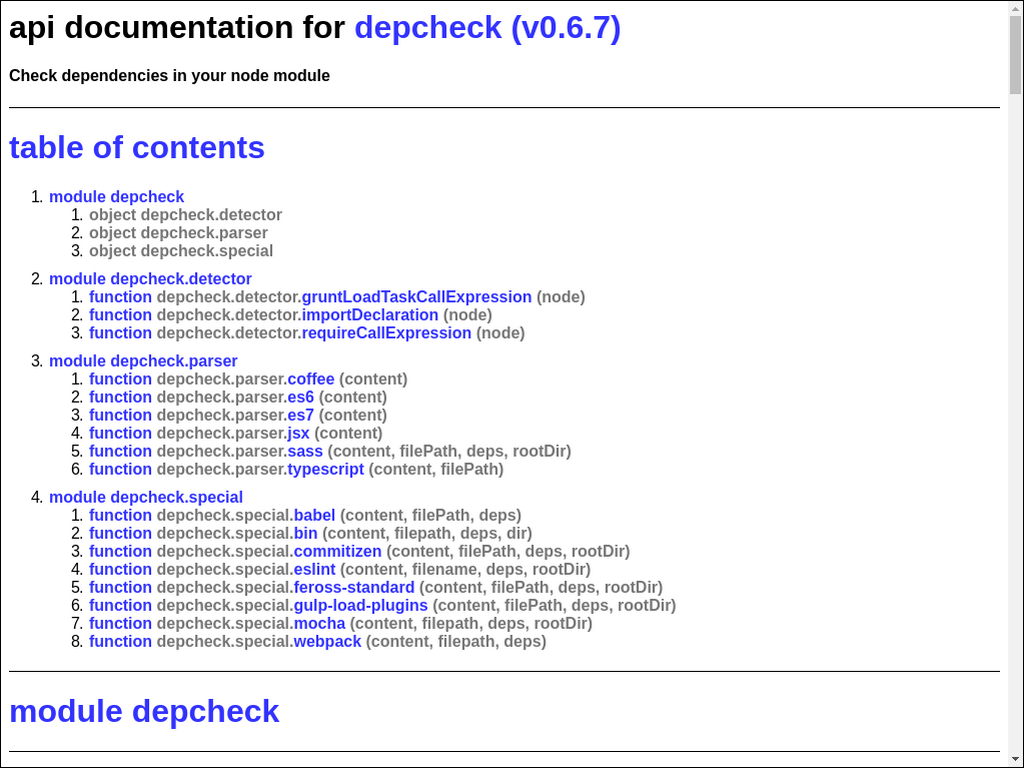 api documentation for depcheck (v0.6.7)
Check dependencies in your node module
table of contents
1. module depcheck
1. object depcheck.detector
2. object depcheck.parser
3. object depcheck.special
2. module depcheck.detector
1. function depcheck.detector.gruntLoadTaskCallExpression (node)
2. function depcheck.detector.importDeclaration (node)
3. function depcheck.detector.requireCallExpression (node)
3. module depcheck.parser
1. function depcheck.parser.coffee (content)
2. function depcheck.parser.es6 (content)
3. function depcheck.parser.es7 (content)
4. function depcheck.parser.jsx (content)
5. function depcheck.parser.sass (content, filePath, deps, rootDir)
6. function depcheck.parser.typescript (content, filePath)
4. module depcheck.special
1. function depcheck.special.babel (content, filePath, deps)
2. function depcheck.special.bin (content, filepath, deps, dir)
3. function depcheck.special.commitizen (content, filePath, deps, rootDir)
4. function depcheck.special.eslint (content, filename, deps, rootDir)
5. function depcheck.special.feross-standard (content, filePath, deps, rootDir)
6. function depcheck.special.gulp-load-plugins (content, filePath, deps, rootDir)
7. function depcheck.special.mocha (content, filepath, deps, rootDir)
8. function depcheck.special.webpack (content, filepath, deps)
module depcheck